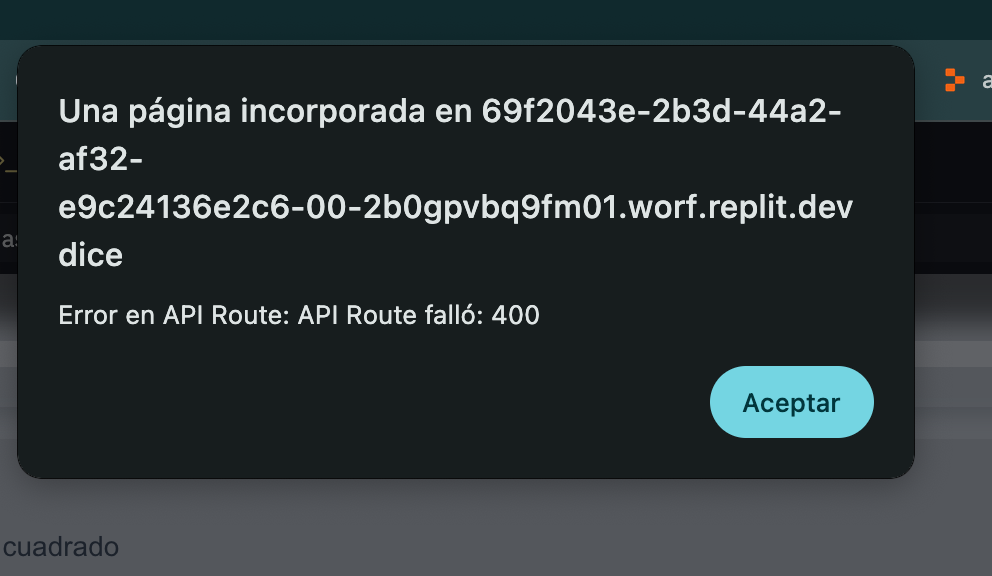 Una página incorporada en 69f2043e-2b3d-44a2-
af32-
e9c24136e2c6-00-2b0gpvbq9fm01.worf.replit.dev
dice
Error en API Route: API Route falló: 400
Aceptar
cuadrado